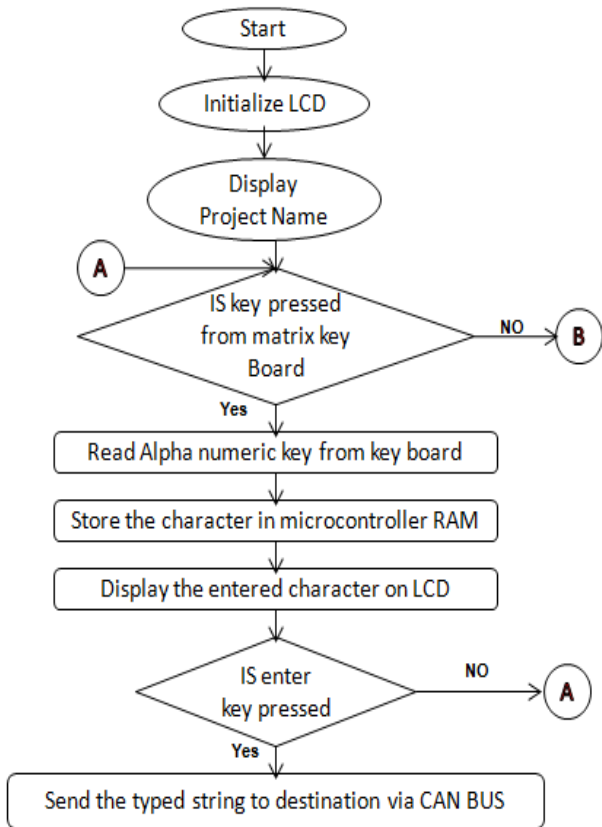 Start
Initialize LCD
Display
Project Name
A
IS key pressed
from matrix key
Board
NO
B
Yes
Read Alpha numeric key from key board
Store the character in microcontroller RAM
Display the entered character on LCD
IS enter
key pressed
NO
A
Yes
Send the typed string to destination via CAN BUS